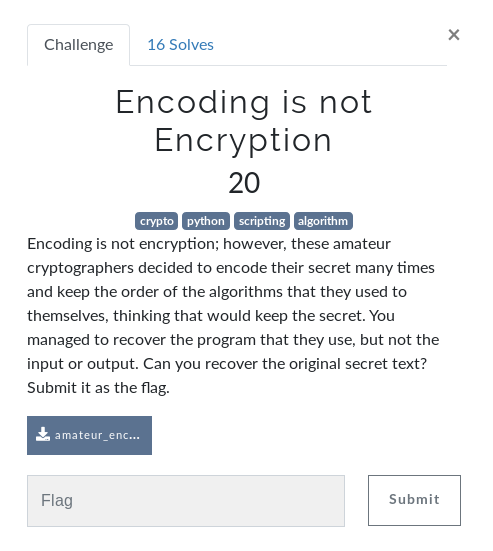 Challenge
16 Solves
×
Encoding is not
Encryption
20
crypto python scripting algorithm
Encoding is not encryption; however, these amateur
cryptographers decided to encode their secret many times
and keep the order of the algorithms that they used to
themselves, thinking that would keep the secret. You
managed to recover the program that they use, but not the
input or output. Can you recover the original secret text?
Submit it as the flag.
amateur_enc...
Flag
Submit